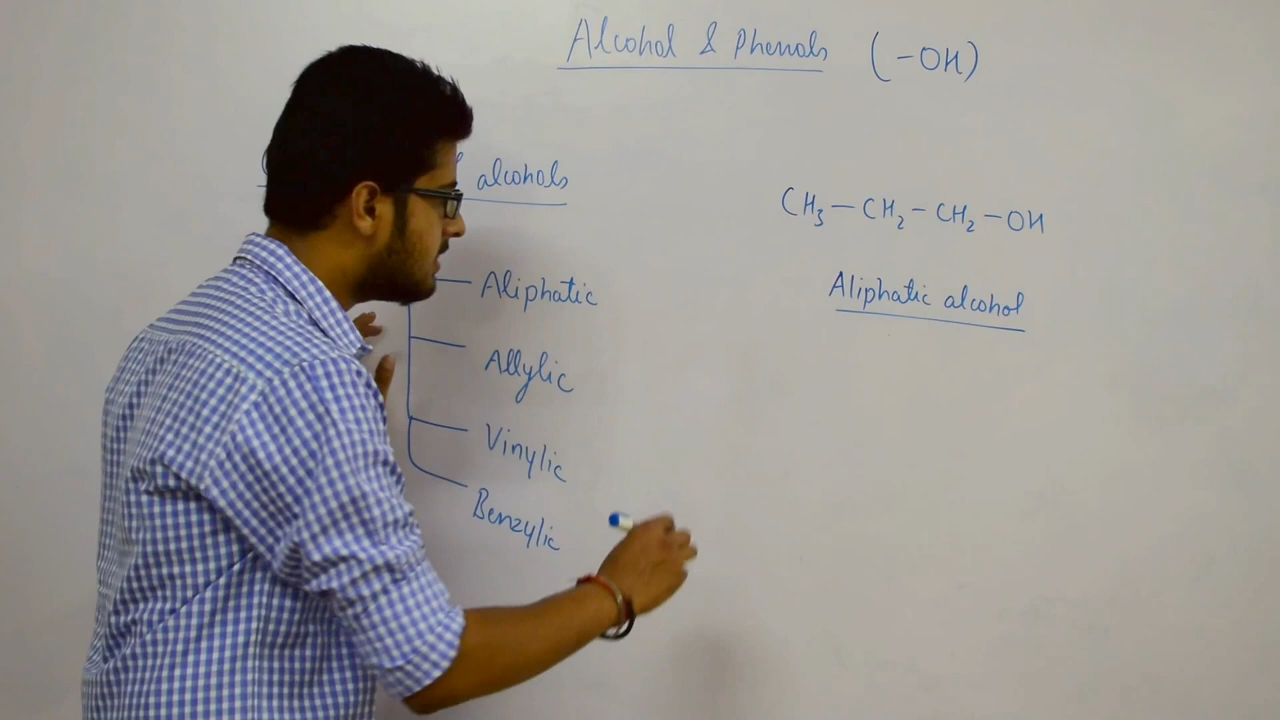 Alcohol & Phenols (-OH)
alcohols
CH₃-CH₂-CH₂-OH
Aliphatic
Aliphatic alcohol
Allylic
Vinylic
Benzylic